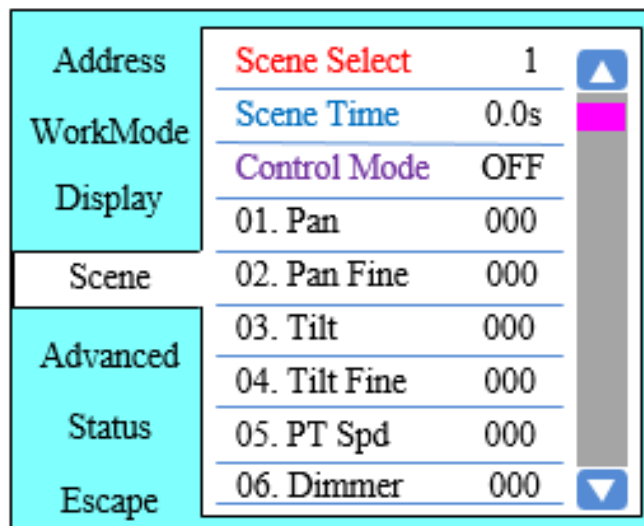 Address
WorkMode
Display
Scene
Advanced
Status
Escape
Scene Select 1
Scene Time 0.0s
Control Mode OFF
01. Pan 000
02. Pan Fine 000
03. Tilt 000
04. Tilt Fine 000
05. PT Spd 000
06. Dimmer 000